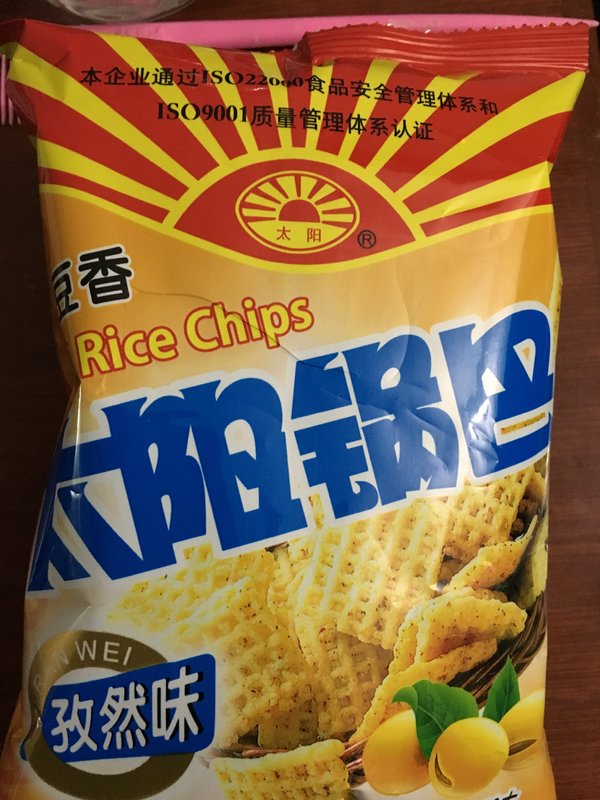 本企业通过ISO22000食品安全管理体系和
ISO9001质量管理体系认证
太阳®
豆香
Rice Chips
太阳锅巴
WEI
孜然味